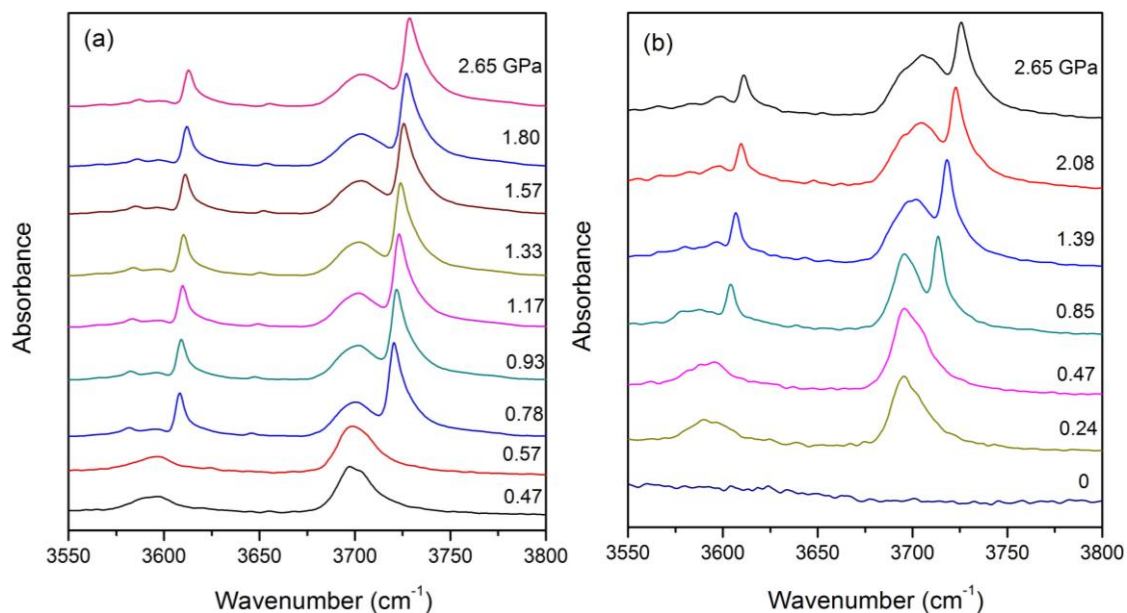 (a)
2.65 GPa
1.80
1.57
1.33
1.17
0.93
0.78
0.57
0.47
Absorbance
3550 3600 3650 3700 3750 3800
Wavenumber (cm⁻¹)
(b)
2.65 GPa
2.08
1.39
0.85
0.47
0.24
0
Absorbance
3550 3600 3650 3700 3750 3800
Wavenumber (cm⁻¹)